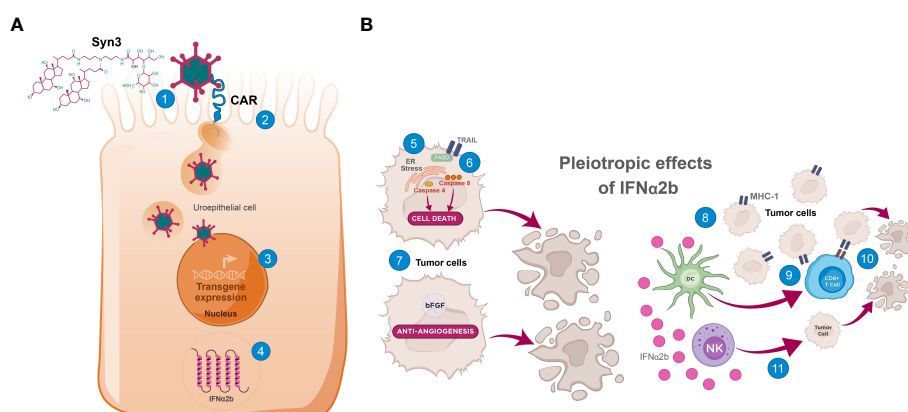 A
Syn3
1
CAR
2
Uroepithelial cell
3
Transgene
expression
Nucleus
4
IFNα2b
B
5
TRAIL
FADD
6
ER
Stress
Caspase 8
Caspase 4
CELL DEATH
7
Tumor cells
bFGF
ANTI-ANGIOGENESIS
Pleiotropic effects
of IFNα2b
MHC-1
8
Tumor cells
DC
9
CD8+
T Cell
10
IFNα2b
NK
Tumor
Cell
11